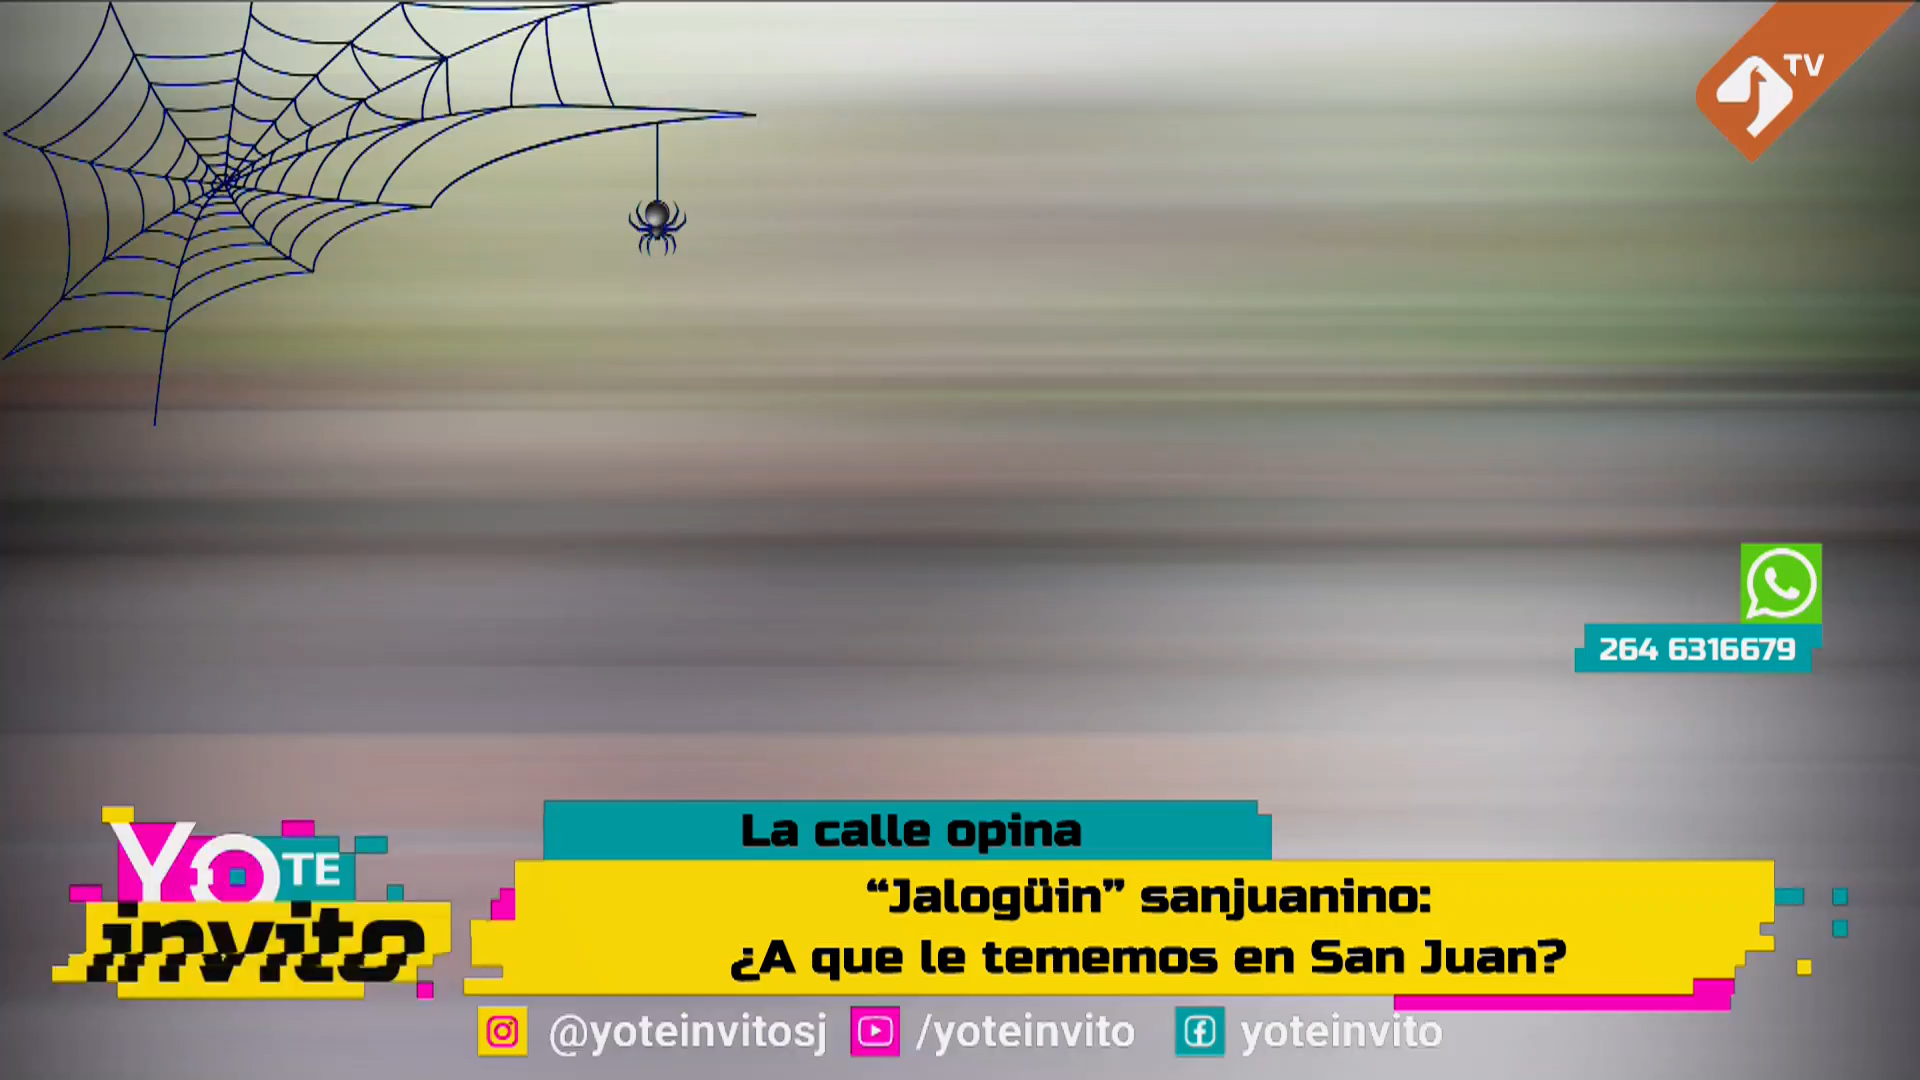 TV
264 6316679
YO TE
invito
La calle opina
“Jalogüin” sanjuanino:
¿A que le tememos en San Juan?
@yoteinvitosj /yoteinvito yoteinvito